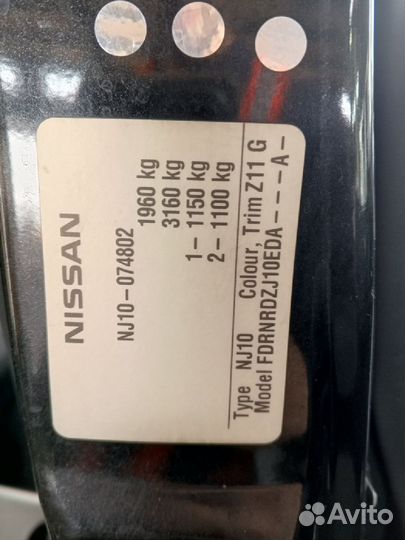 NISSAN
NJ10-074802
1960 kg
3160 kg
1- 1150 kg
2- 1100 kg
Type NJ10 Colour, Trim Z11 G
Model FDRNRDZJ10EDA- - -A-
Avito